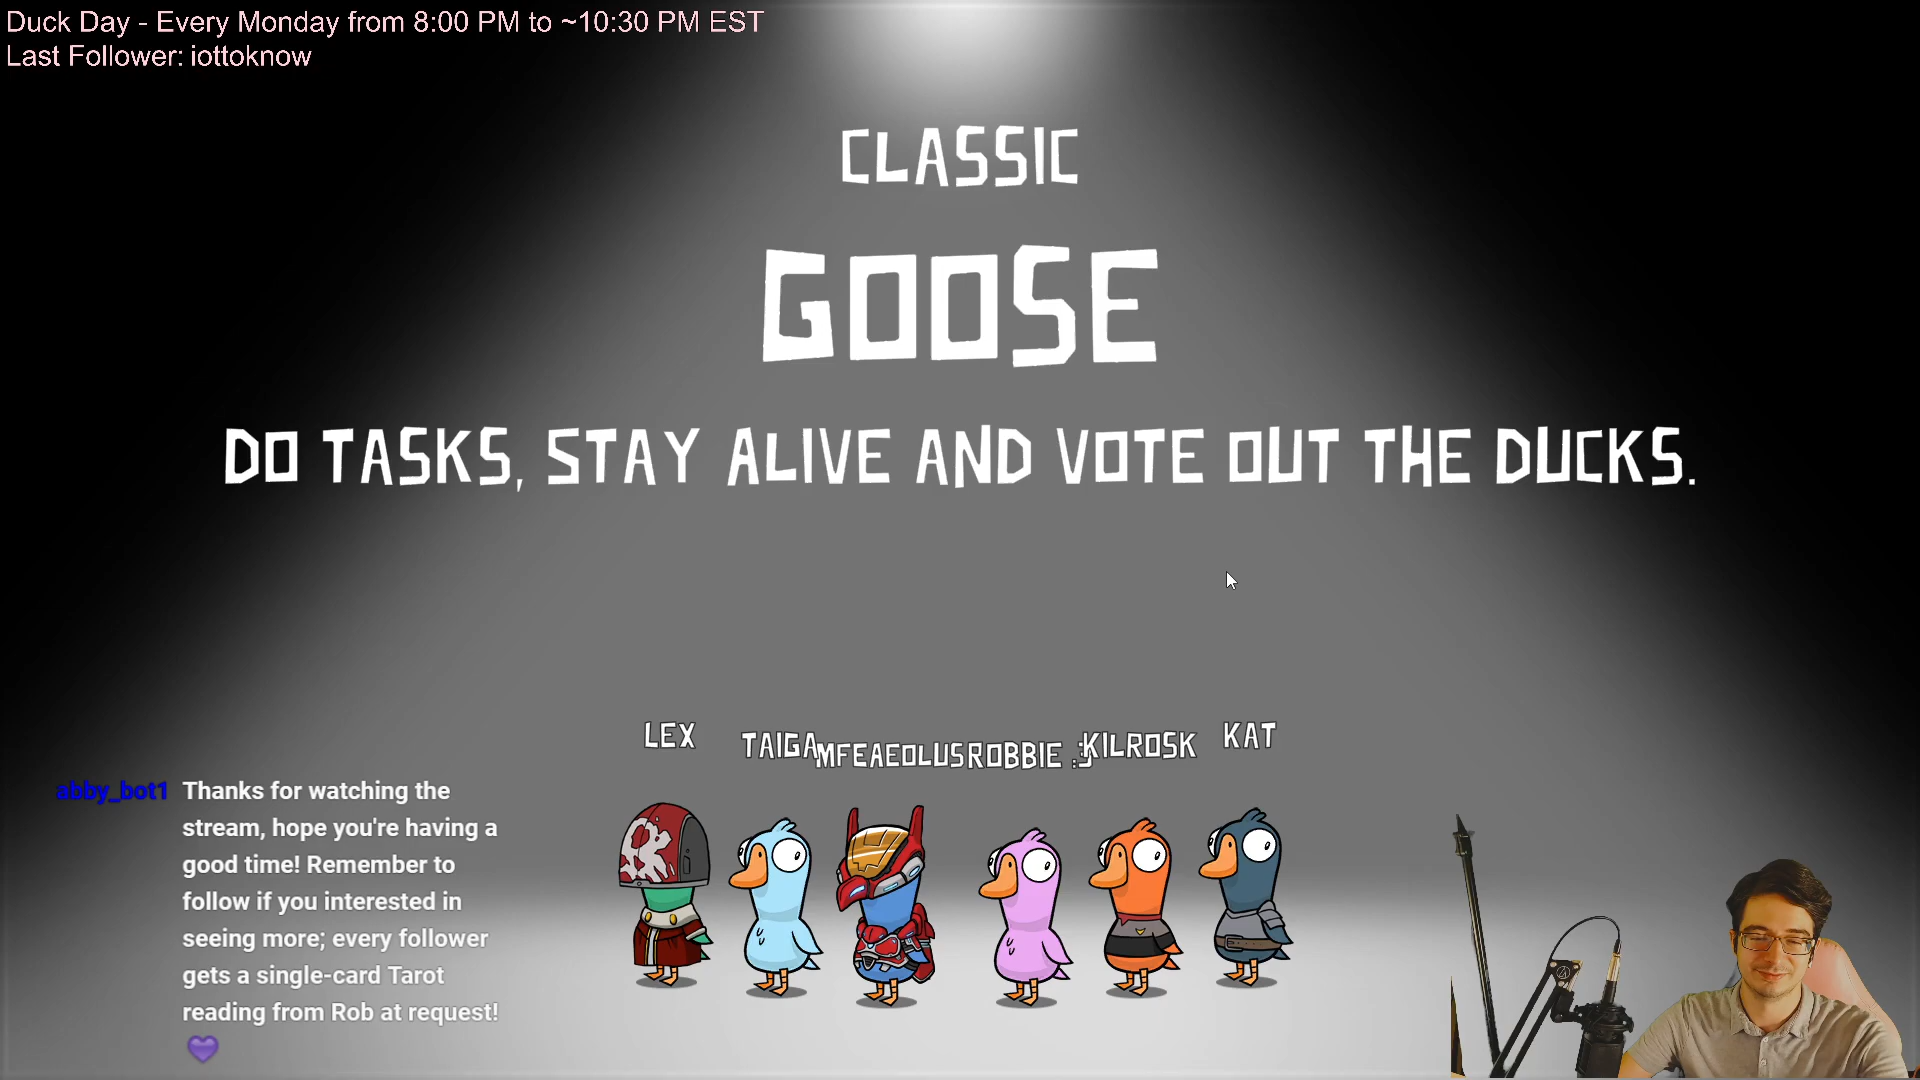 Duck Day - Every Monday from 8:00 PM to ~10:30 PM EST
Last Follower: iottoknow
CLASSIC
GOOSE
DO TASKS, STAY ALIVE AND VOTE OUT THE DUCKS.
LEX
TAIGA
MFEAEOLUS
ROBBIE :3
KILROSK
KAT
abby_bot1 Thanks for watching the
stream, hope you're having a
good time! Remember to
follow if you interested in
seeing more; every follower
gets a single-card Tarot
reading from Rob at request!
💜